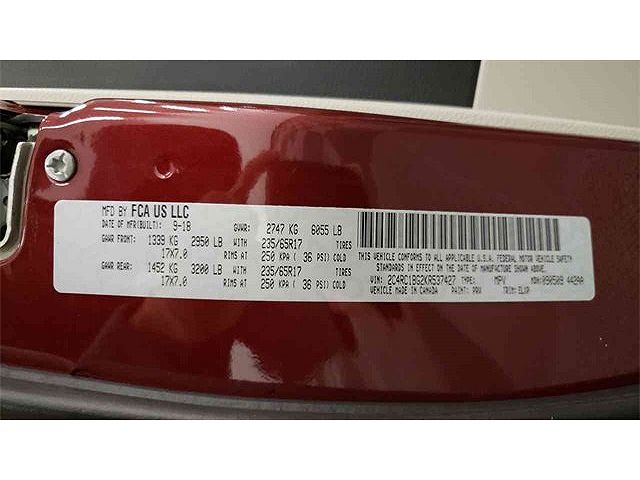 MFD BY FCA US LLC
DATE OF MFR(BUILT): 9-18 GVWR: 2747 KG 6055 LB
GAWR FRONT: 1339 KG 2950 LB WITH 235/65R17 TIRES
17X7.0 RIMS AT 250 KPA ( 36 PSI) COLD
GAWR REAR: 1452 KG 3200 LB WITH 235/65R17 TIRES
17X7.0 RIMS AT 250 KPA ( 36 PSI) COLD
THIS VEHICLE CONFORMS TO ALL APPLICABLE U.S.A. FEDERAL MOTOR VEHICLE SAFETY
STANDARDS IN EFFECT ON THE DATE OF MANUFACTURE SHOWN ABOVE.
VIN: 2C4RC1BG2KR537427 TYPE: MPV MDH:090509 4429A
VEHICLE MADE IN CANADA PAINT: PRV TRIM: ELXP